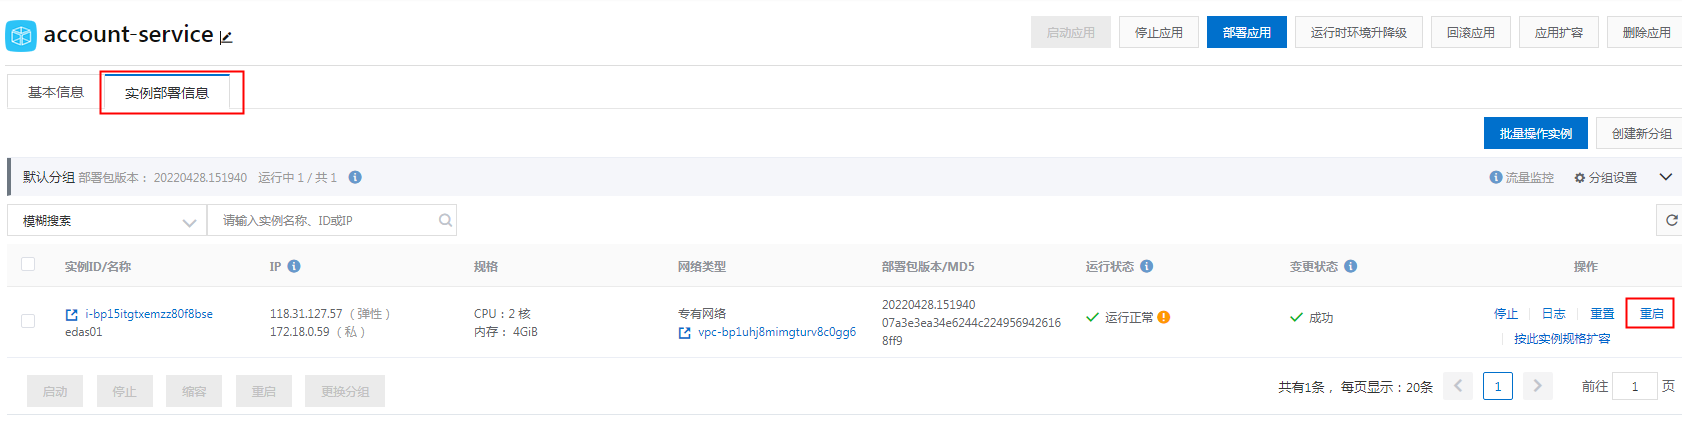 account-service
启动应用 停止应用 部署应用 运行时环境升降级 回滚应用 应用扩容 删除应用
基本信息 实例部署信息
批量操作实例 创建新分组
默认分组 部署包版本： 20220428.151940 运行中 1 / 共 1 流量监控 分组设置
模糊搜索 请输入实例名称、ID或IP
实例ID/名称 IP 规格 网络类型 部署包版本/MD5 运行状态 变更状态 操作
i-bp15itgtxemzz80f8bse
edas01
118.31.127.57 （ 弹性 ）
172.18.0.59 （ 私 ）
CPU：2 核
内存： 4GiB
专有网络
vpc-bp1uhj8mimgturv8c0gg6
20220428.151940
07a3e3ea34e6244c224956942616
8ff9
运行正常
成功
停止 日志 重置 重启
按此实例规格扩容
启动 停止 缩容 重启 更换分组 共有1条 ，每页显示：20条 1 前往 1 页